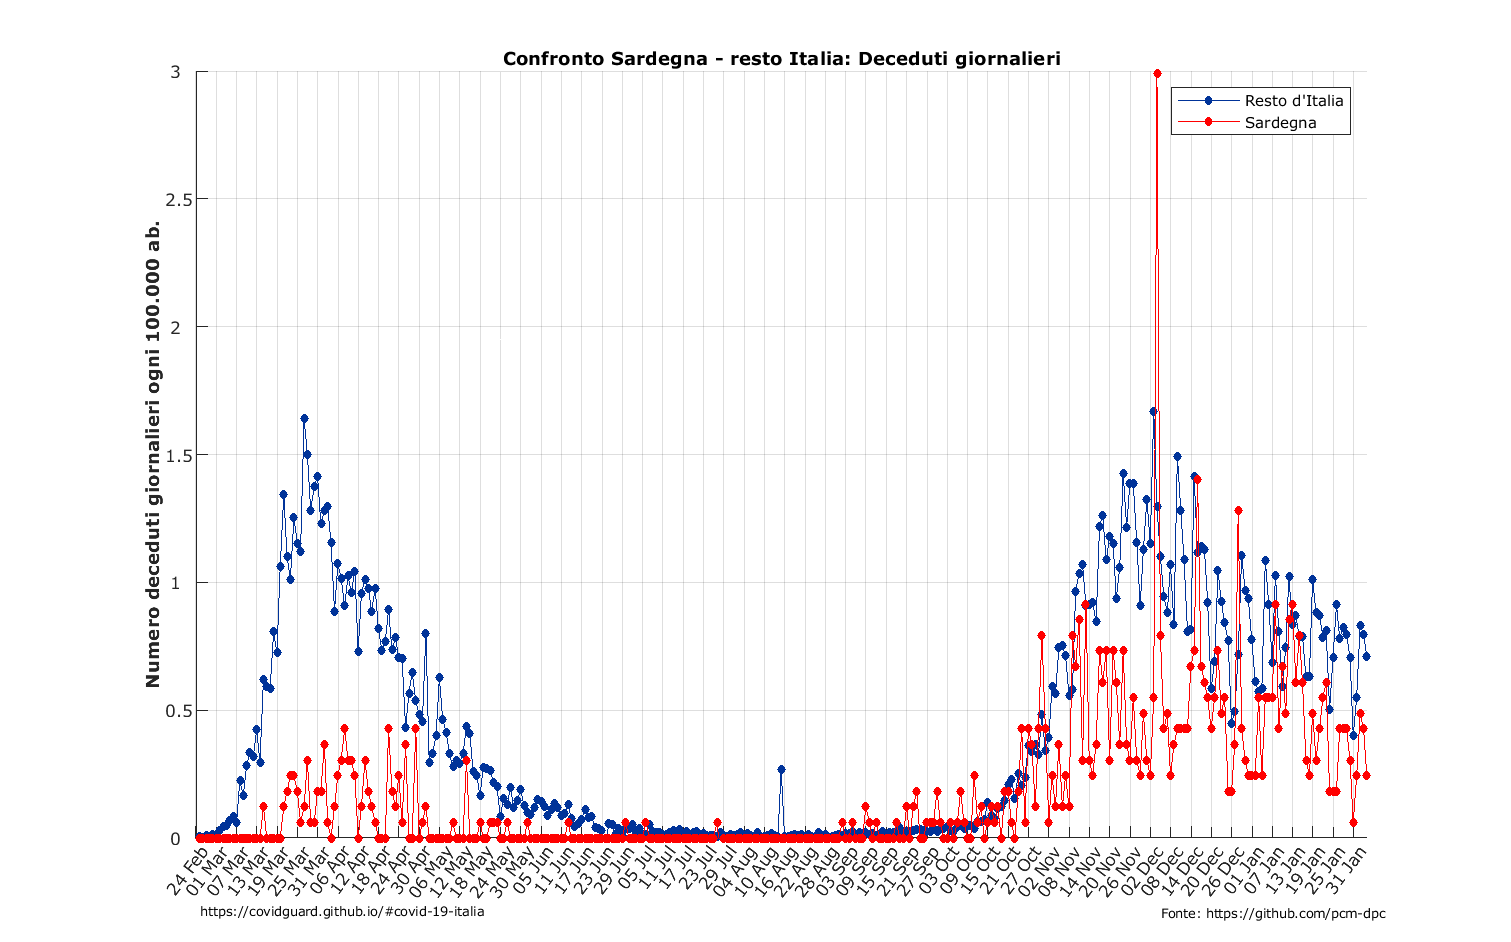 Confronto Sardegna - resto Italia: Deceduti giornalieri
Numero deceduti giornalieri ogni 100.000 ab.
3
2.5
2
1.5
1
0.5
0
Resto d'Italia
Sardegna
24 Feb
01 Mar
07 Mar
13 Mar
19 Mar
25 Mar
31 Mar
06 Apr
12 Apr
18 Apr
24 Apr
30 Apr
06 May
12 May
18 May
24 May
30 May
05 Jun
11 Jun
17 Jun
23 Jun
29 Jun
05 Jul
11 Jul
17 Jul
23 Jul
29 Jul
04 Aug
10 Aug
16 Aug
22 Aug
28 Aug
03 Sep
09 Sep
15 Sep
21 Sep
27 Sep
03 Oct
09 Oct
15 Oct
21 Oct
27 Oct
02 Nov
08 Nov
14 Nov
20 Nov
26 Nov
02 Dec
08 Dec
14 Dec
20 Dec
26 Dec
01 Jan
07 Jan
13 Jan
19 Jan
25 Jan
31 Jan
https://covidguard.github.io/#covid-19-italia
Fonte: https://github.com/pcm-dpc